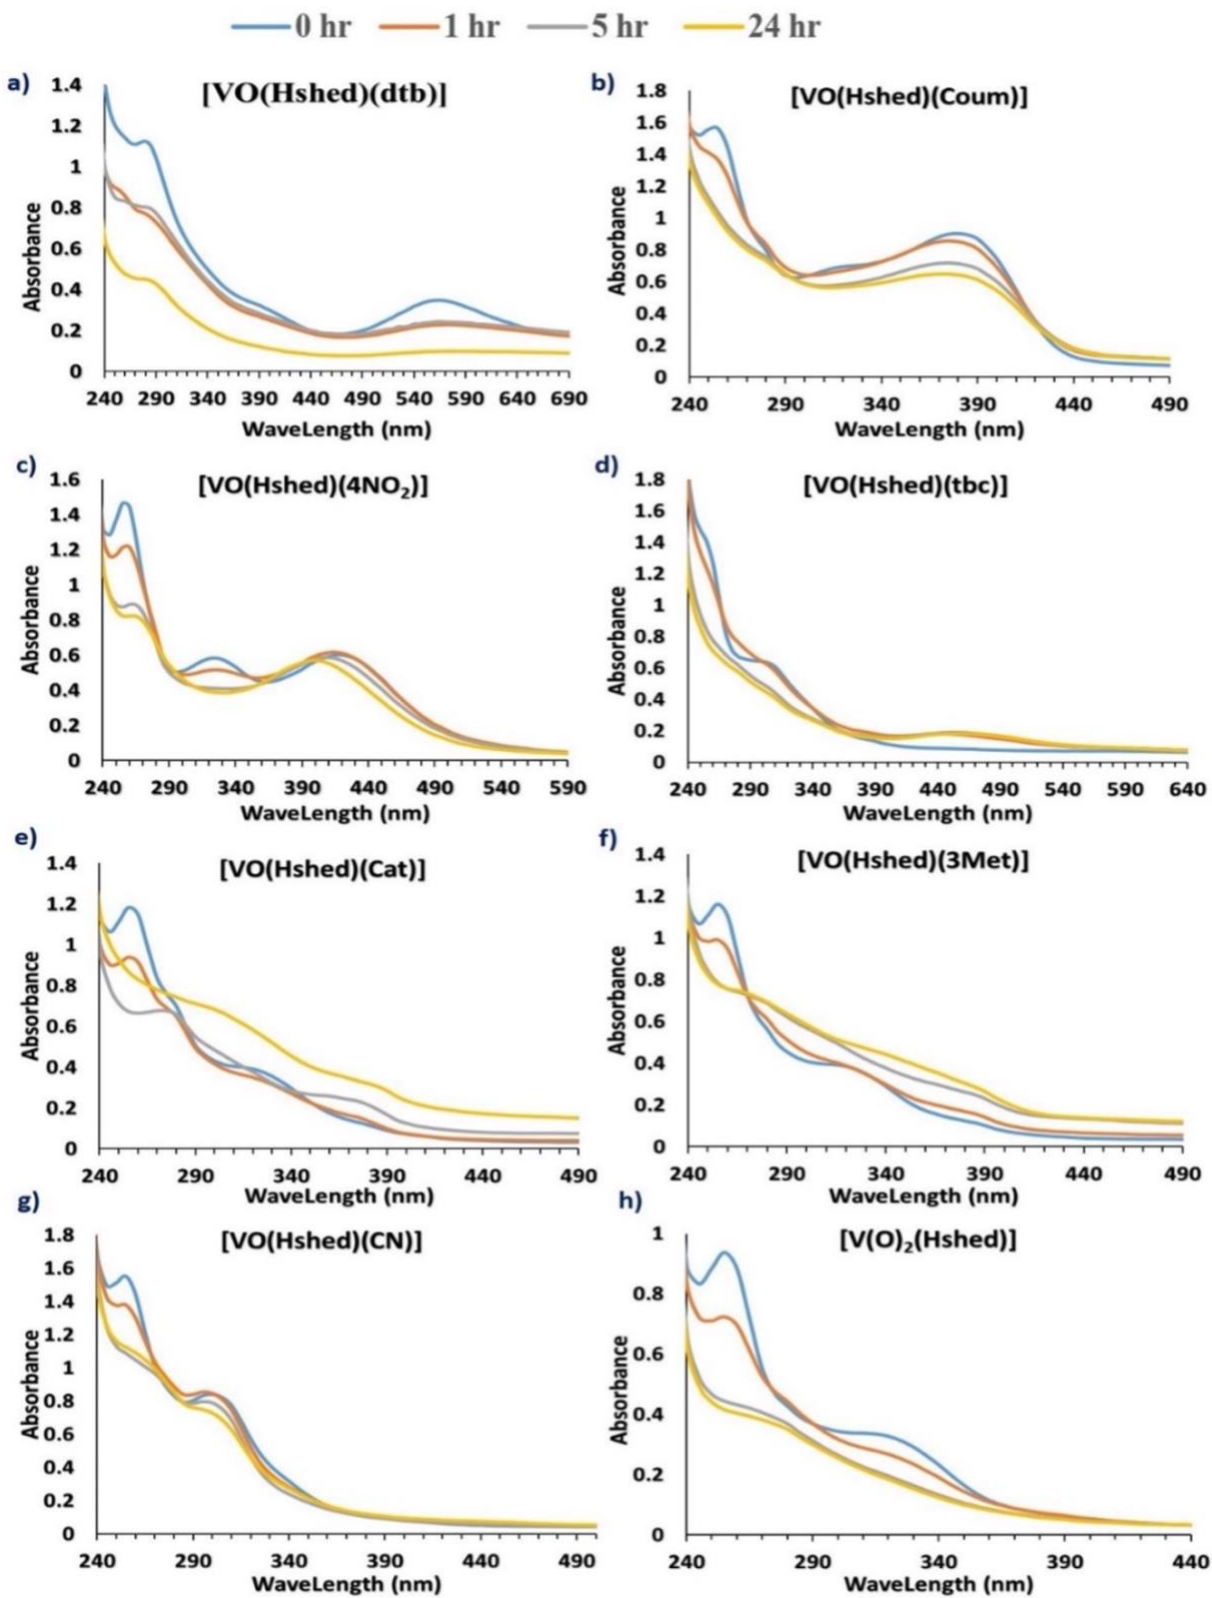 0 hr 1 hr 5 hr 24 hr
a) [VO(Hshed)(dtb)]
1.4
1.2
1
0.8
0.6
0.4
0.2
0
Absorbance
240 290 340 390 440 490 540 590 640 690
WaveLength (nm)
b) [VO(Hshed)(Coum)]
1.8
1.6
1.4
1.2
1
0.8
0.6
0.4
0.2
0
Absorbance
240 290 340 390 440 490
WaveLength (nm)
c) [VO(Hshed)(4NO₂)]
1.6
1.4
1.2
1
0.8
0.6
0.4
0.2
0
Absorbance
240 290 340 390 440 490 540 590
WaveLength (nm)
d) [VO(Hshed)(tbc)]
1.8
1.6
1.4
1.2
1
0.8
0.6
0.4
0.2
0
Absorbance
240 290 340 390 440 490 540 590 640
WaveLength (nm)
e) [VO(Hshed)(Cat)]
1.4
1.2
1
0.8
0.6
0.4
0.2
0
Absorbance
240 290 340 390 440 490
WaveLength (nm)
f) [VO(Hshed)(3Met)]
1.4
1.2
1
0.8
0.6
0.4
0.2
0
Absorbance
240 290 340 390 440 490
WaveLength (nm)
g) [VO(Hshed)(CN)]
1.8
1.6
1.4
1.2
1
0.8
0.6
0.4
0.2
0
Absorbance
240 290 340 390 440 490
WaveLength (nm)
h) [V(O)₂(Hshed)]
1
0.8
0.6
0.4
0.2
0
Absorbance
240 290 340 390 440
WaveLength (nm)